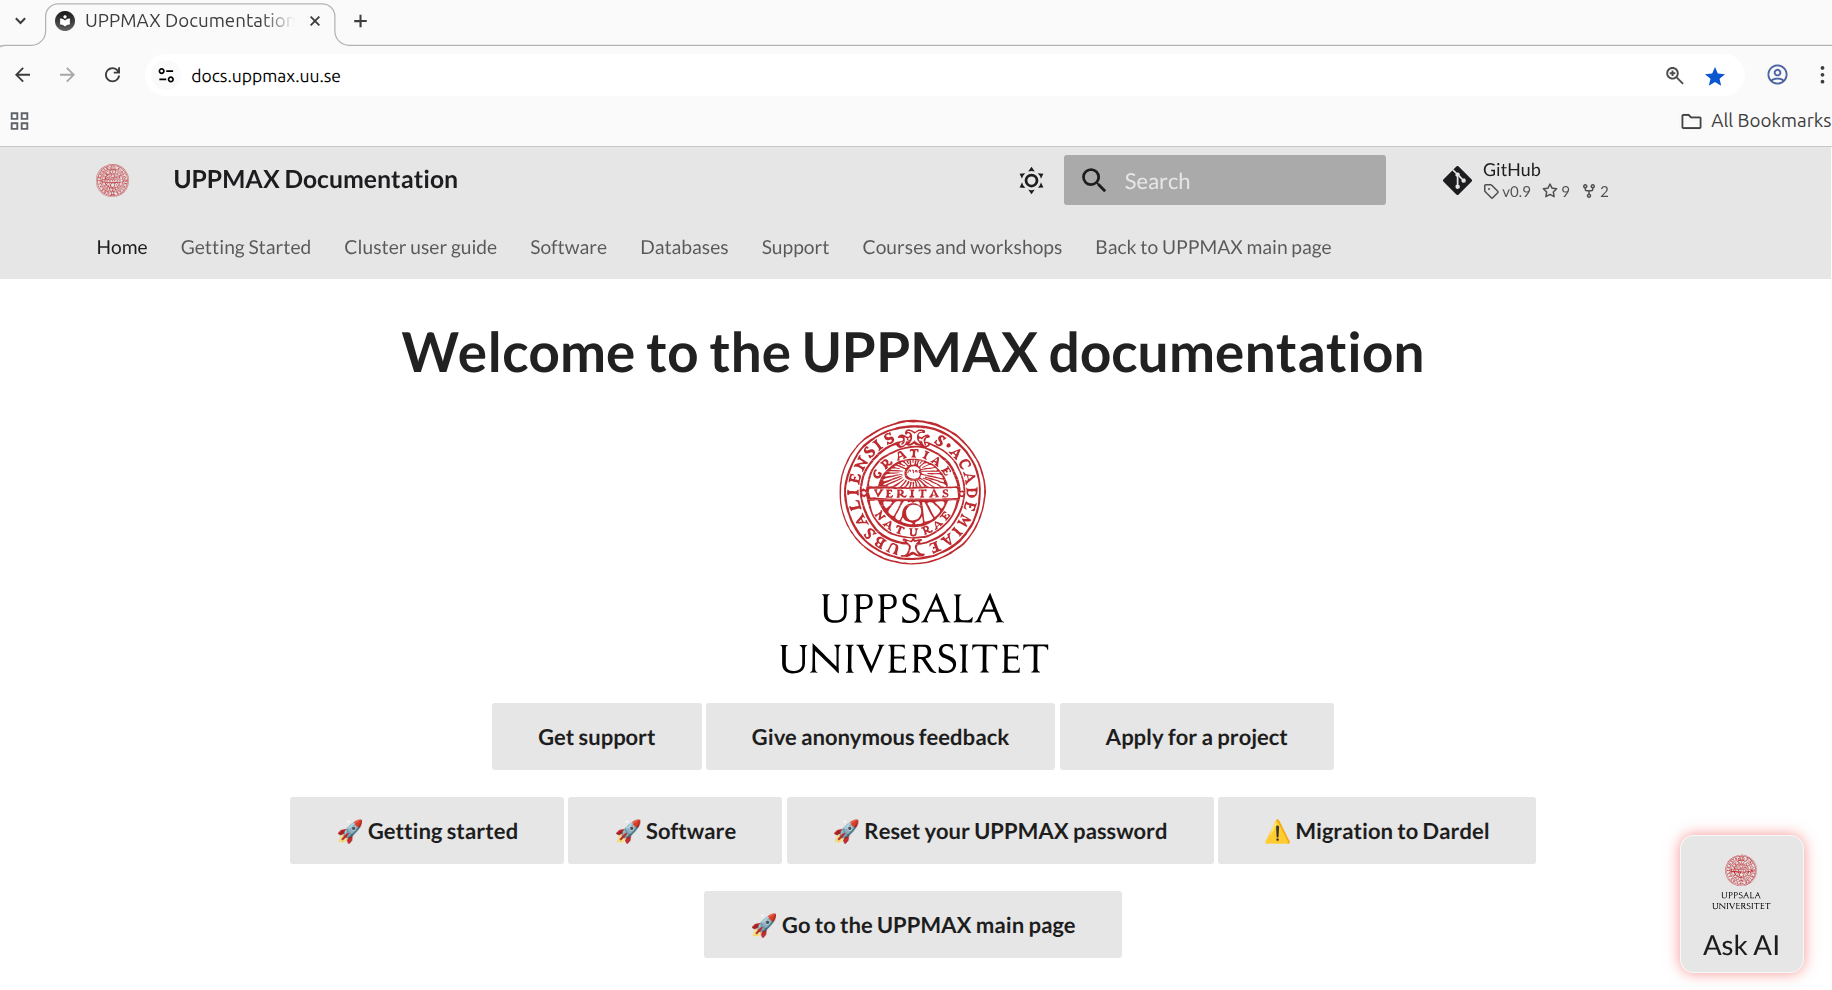 UPPMAX Documentation
docs.uppmax.uu.se
All Bookmarks
UPPMAX Documentation
Search
GitHub
v0.9 9 2
Home Getting Started Cluster user guide Software Databases Support Courses and workshops Back to UPPMAX main page
Welcome to the UPPMAX documentation
S·ACADEMIAE UBSALIENSIS
GRATIAE
VERITAS
NATURAE
UPPSALA
UNIVERSITET
Get support Give anonymous feedback Apply for a project
🚀 Getting started 🚀 Software 🚀 Reset your UPPMAX password ⚠️ Migration to Dardel
🚀 Go to the UPPMAX main page
UPPSALA
UNIVERSITET
Ask AI